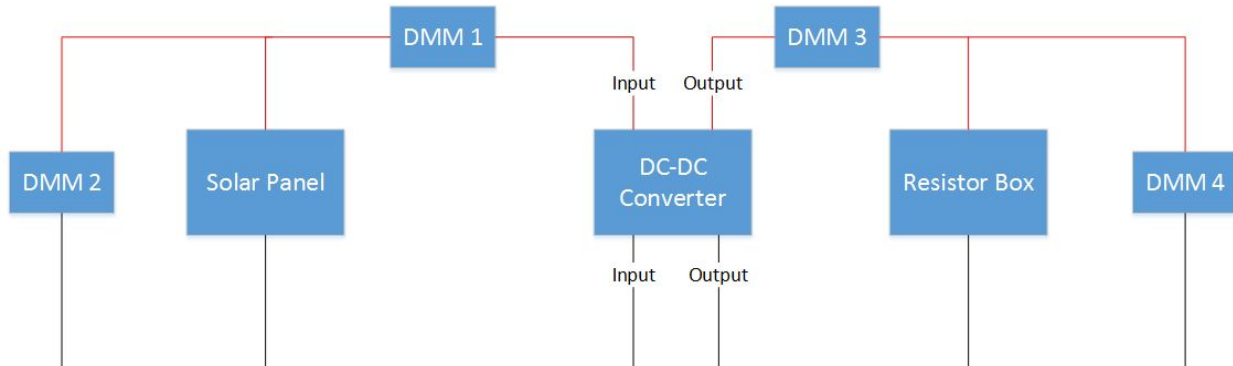 DMM 1
DMM 3
Input
Output
DMM 2
Solar Panel
DC-DC
Converter
Resistor Box
DMM 4
Input
Output